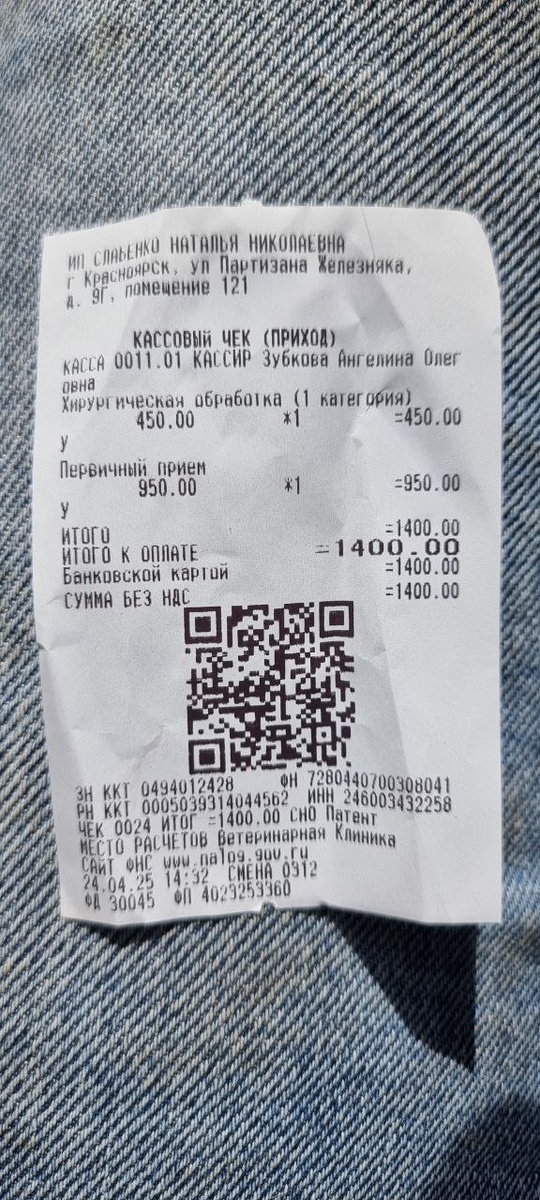 ИП СЛАБЕНКО НАТАЛЬЯ НИКОЛАЕВНА
г Красноярск, ул Партизана Железняка,
д. 9Г, помещение 121
КАССОВЫЙ ЧЕК (ПРИХОД)
КАССА 0011.01 КАССИР Зубкова Ангелина Олег
овна
Хирургическая обработка (1 категория)
450.00 *1 =450.00
У
Первичный прием
950.00 *1 =950.00
У
ИТОГО =1400.00
ИТОГО К ОПЛАТЕ =1400.00
Банковской картой =1400.00
СУММА БЕЗ НДС =1400.00
ЗН ККТ 0494012428 ФН 7280440700308041
РН ККТ 0005039314044562 ИНН 246003432258
ЧЕК 0024 ИТОГ =1400.00 СНО Патент
МЕСТО РАСЧЕТОВ Ветеринарная Клиника
САЙТ ФНС www.nalog.gov.ru
24.04.25 14:32 СМЕНА 0312
ФД 30045 ФП 4023253360